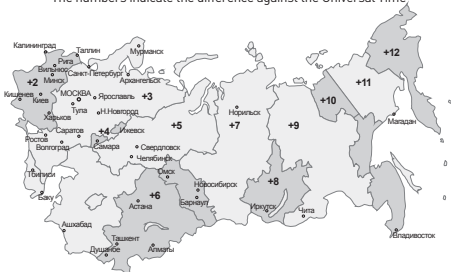 The numbers indicate the difference against the Universal Time
+12
Калининград
Таллин
Мурманск
Рига
Вильнюс
Санкт-Петербург
Минск
Архангельск
+2
+11
МОСКВА
Ярославль
+3
+10
Кишенев
Киев
Тула
Н.Новгород
Норильск
Магадан
Харьков
+4
Ижевск
+5
+7
+9
Ростов
Саратов
Самара
Свердловск
Волгоград
Челябинск
Тбилиси
Омск
+8
+6
Новосибирск
Баку
Астана
Барнаул
Иркутск
Чита
Ашхабад
Ташкент
Владивосток
Душанбе
Алматы